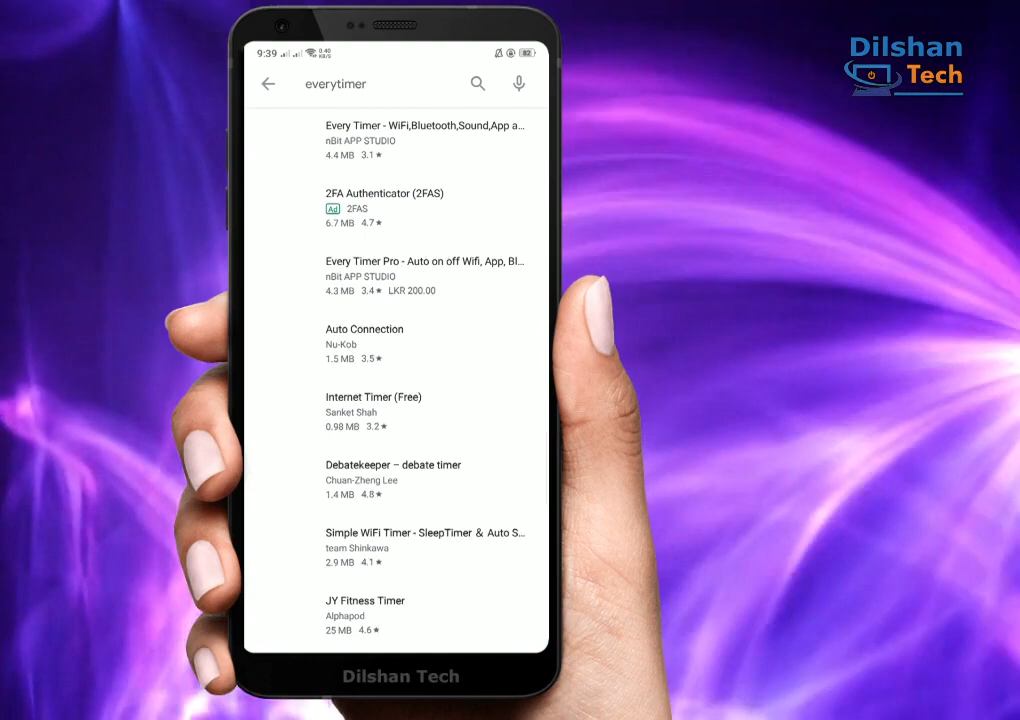 Dilshan
Tech
9:39 0.40 KB/S 82
everytimer
Every Timer - WiFi,Bluetooth,Sound,App a...
nBit APP STUDIO
4.4 MB 3.1★
2FA Authenticator (2FAS)
Ad 2FAS
6.7 MB 4.7★
Every Timer Pro - Auto on off Wifi, App, Bl...
nBit APP STUDIO
4.3 MB 3.4★ LKR 200.00
Auto Connection
Nu-Kob
1.5 MB 3.5★
Internet Timer (Free)
Sanket Shah
0.98 MB 3.2★
Debatekeeper – debate timer
Chuan-Zheng Lee
1.4 MB 4.8★
Simple WiFi Timer - SleepTimer & Auto S...
team Shinkawa
2.9 MB 4.1★
JY Fitness Timer
Alphapod
25 MB 4.6★
Dilshan Tech